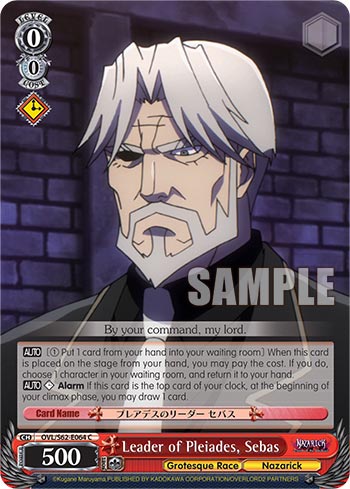 LEVEL
0
0
COST
SAMPLE
By your command, my lord.
AUTO [① Put 1 card from your hand into your waiting room] When this card
is placed on the stage from your hand, you may pay the cost. If you do,
choose 1 character in your waiting room, and return it to your hand.
AUTO Alarm If this card is the top card of your clock, at the beginning of
your climax phase, you may draw 1 card.
Card Name プレアデスのリーダー セバス
CH OVL/S62-E064 C
Leader of Pleiades, Sebas
POWER
500
Grotesque Race Nazarick
NAZARICK
©Kugane Maruyama,PUBLISHED BY KADOKAWA CORPORATION/OVERLORD2 PARTNERS